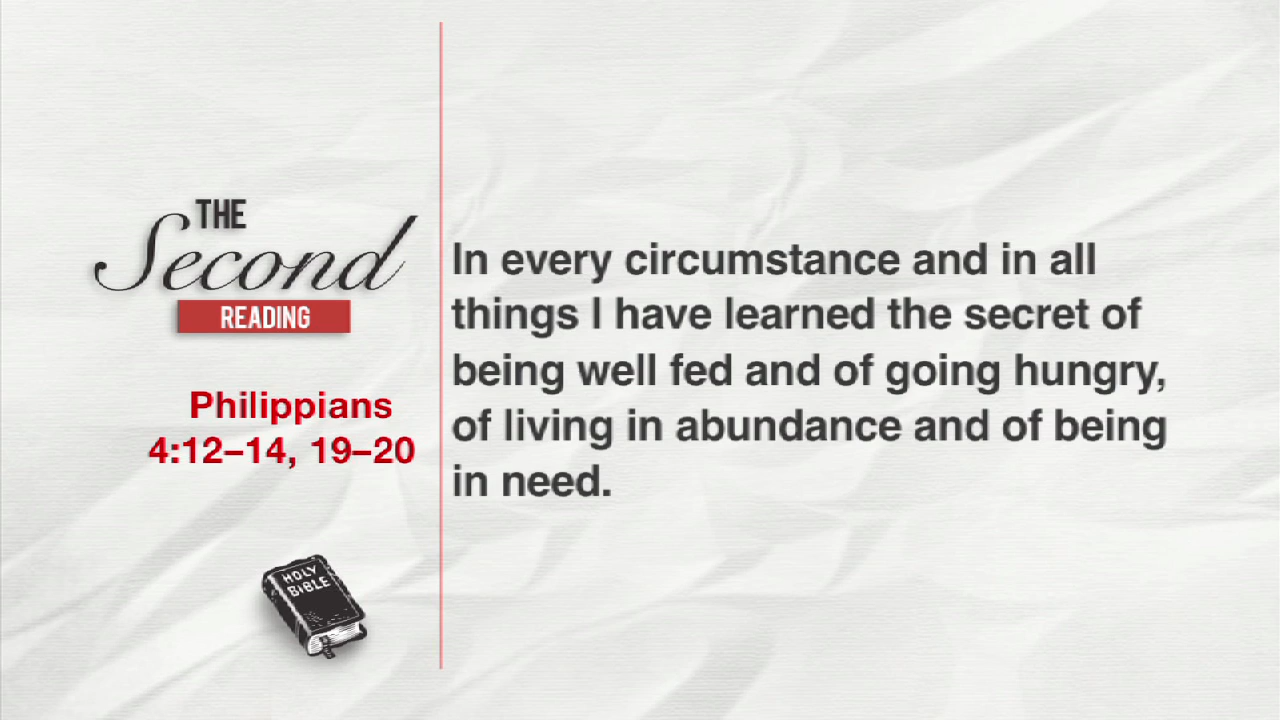 THE
Second
READING
Philippians
4:12–14, 19–20
HOLY
BIBLE
In every circumstance and in all
things I have learned the secret of
being well fed and of going hungry,
of living in abundance and of being
in need.